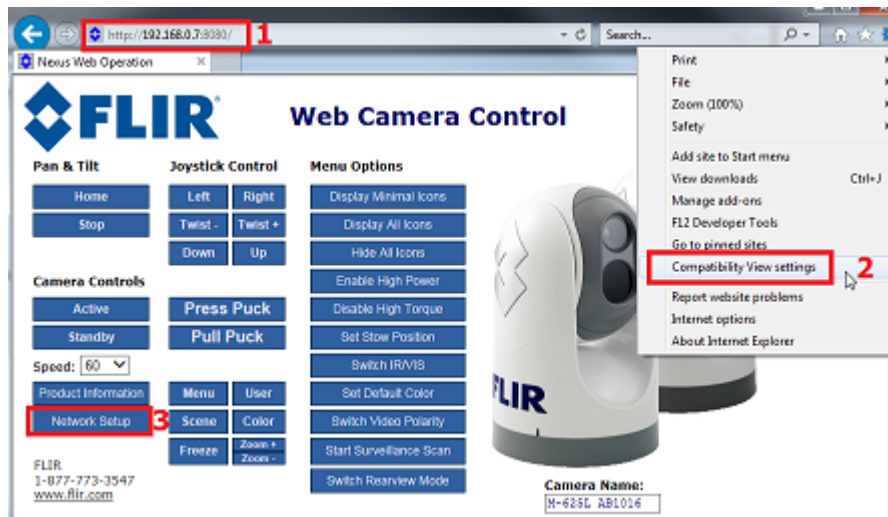 http://192.168.0.7:8080/
1
Search...
Nexus Web Operation
FLIR
Web Camera Control
Pan & Tilt
Home
Stop
Camera Controls
Active
Standby
Speed: 60
Product Information
Network Setup
3
FLIR
1-877-773-3547
www.flir.com
Joystick Control
Left Right
Twist - Twist +
Down Up
Press Puck
Pull Puck
Menu User
Scene Color
Freeze Zoom +
Zoom -
Menu Options
Display Minimal Icons
Display All Icons
Hide All Icons
Enable High Power
Disable High Torque
Set Stow Position
Switch IR/VIS
Set Default Color
Switch Video Polarity
Start Surveillance Scan
Switch Rearview Mode
Print
File
Zoom (100%)
Safety
Add site to Start menu
View downloads Ctrl+J
Manage add-ons
F12 Developer Tools
Go to pinned sites
Compatibility View settings
2
Report website problems
Internet options
About Internet Explorer
FLIR
Camera Name:
M-625L AB1016